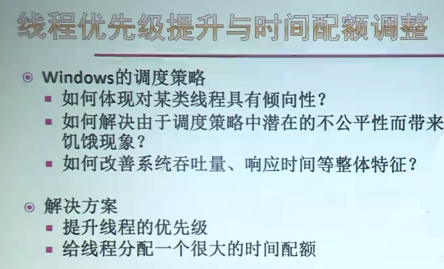 线程优先级提升与时间配额调整
Windows的调度策略
如何体现对某类线程具有倾向性?
如何解决由于调度策略中潜在的不公平性而带来
饥饿现象?
如何改善系统吞吐量、响应时间等整体特征?
解决方案
提升线程的优先级
给线程分配一个很大的时间配额